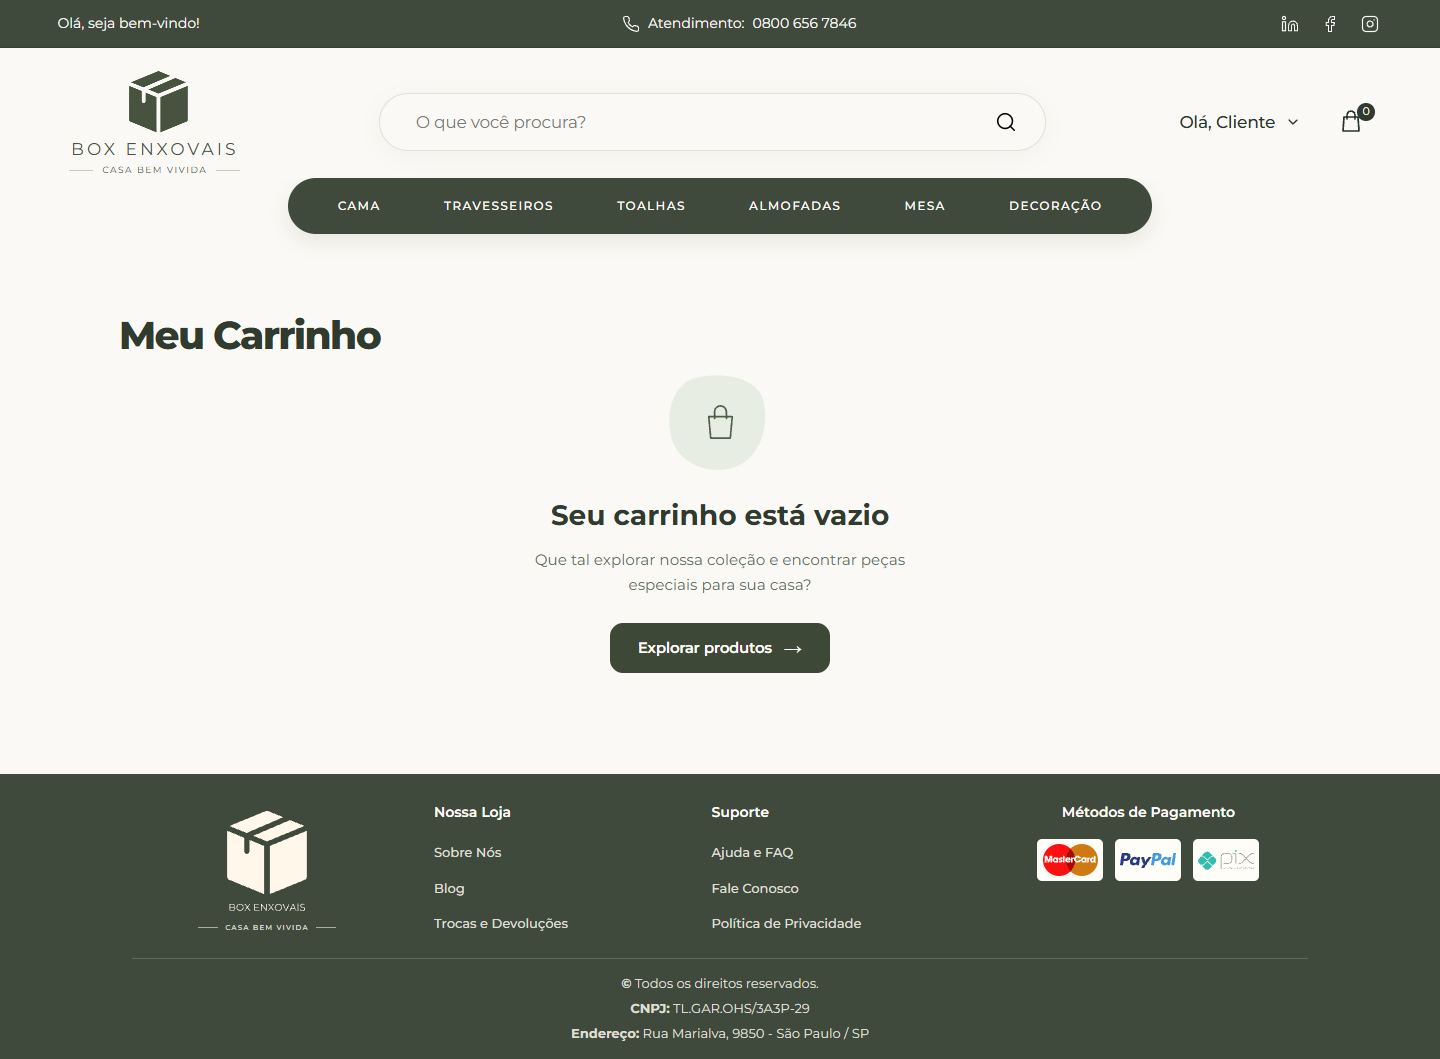 Olá, seja bem-vindo!
Atendimento: 0800 656 7846
BOX ENXOVAIS
CASA BEM VIVIDA
O que você procura?
Olá, Cliente
0
CAMA TRAVESSEIROS TOALHAS ALMOFADAS MESA DECORAÇÃO
Meu Carrinho
Seu carrinho está vazio
Que tal explorar nossa coleção e encontrar peças
especiais para sua casa?
Explorar produtos →
BOX ENXOVAIS
CASA BEM VIVIDA
Nossa Loja
Sobre Nós
Blog
Trocas e Devoluções
Suporte
Ajuda e FAQ
Fale Conosco
Política de Privacidade
Métodos de Pagamento
MasterCard PayPal pix
© Todos os direitos reservados.
CNPJ: TL.GAR.OHS/3A3P-29
Endereço: Rua Marialva, 9850 - São Paulo / SP